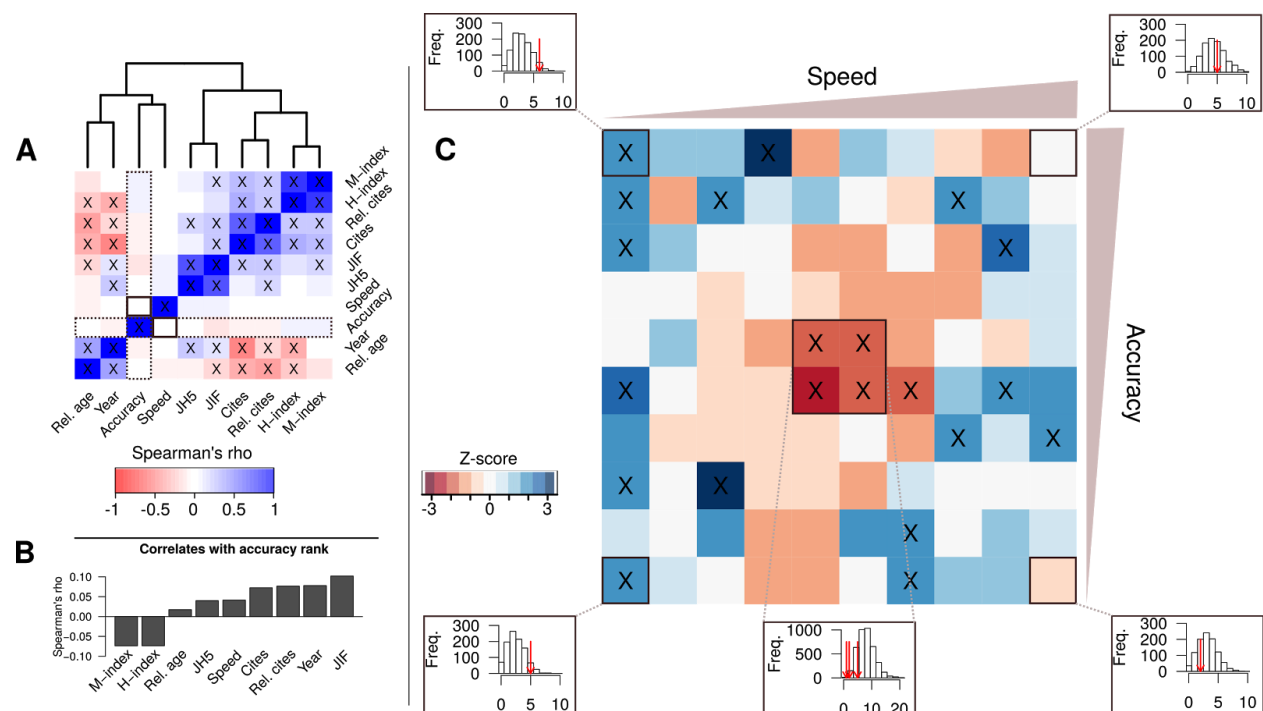 A
M−index
H−index
Rel. cites
Cites
JIF
JH5
Speed
Accuracy
Year
Rel. age
X X X X X
X X X X X X
X X X X X X X X
X X X X X X X
X X X X X X X
X X X X X
X
X
X X X X X X X
X X X X X X
Rel. age
Year
Accuracy
Speed
JH5
JIF
Cites
Rel. cites
H−index
M−index
Spearman's rho
-1 -0.5 0 0.5 1
B
Correlates with accuracy rank
Spearman's rho
0.10
0.05
0.00
−0.05
−0.10
M−index
H−index
Rel. age
JH5
Speed
Cites
Rel. cites
Year
JIF
C
Freq.
300
200
100
0
0 5 10
Speed
Freq.
300
200
100
0
0 5 10
Accuracy
X X
X X X
X X
X X
X X X X X
X X
X X
X
X X
Z-score
-3 0 3
Freq.
300
200
100
0
0 5 10
Freq.
1000
500
0
0 10 20
Freq.
300
200
100
0
0 5 10